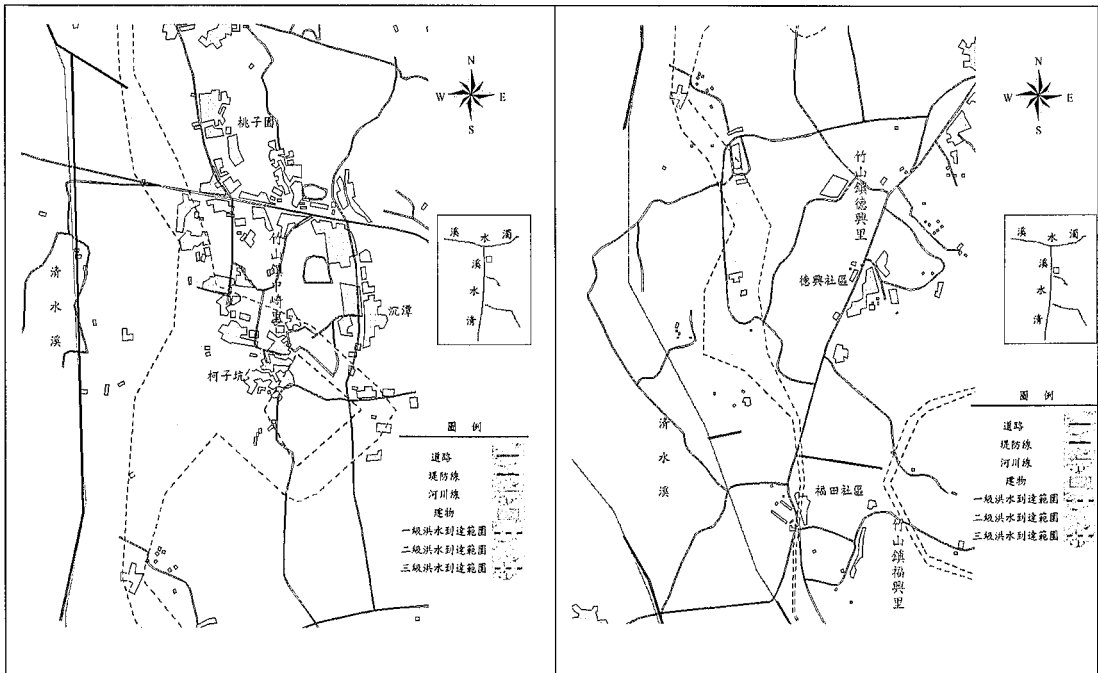 N
W E
S
桃子園
竹山鎮中崎里
沉潭
柯子坑
清水溪
溪水濁
溪水清
圖例
道路
堤防線
河川線
建物
一級洪水到達範圍
二級洪水到達範圍
三級洪水到達範圍
N
W E
S
竹山鎮德興里
德興社區
清水溪
福田社區
竹山鎮福興里
溪水濁
溪水清
圖例
道路
堤防線
河川線
建物
一級洪水到達範圍
二級洪水到達範圍
三級洪水到達範圍